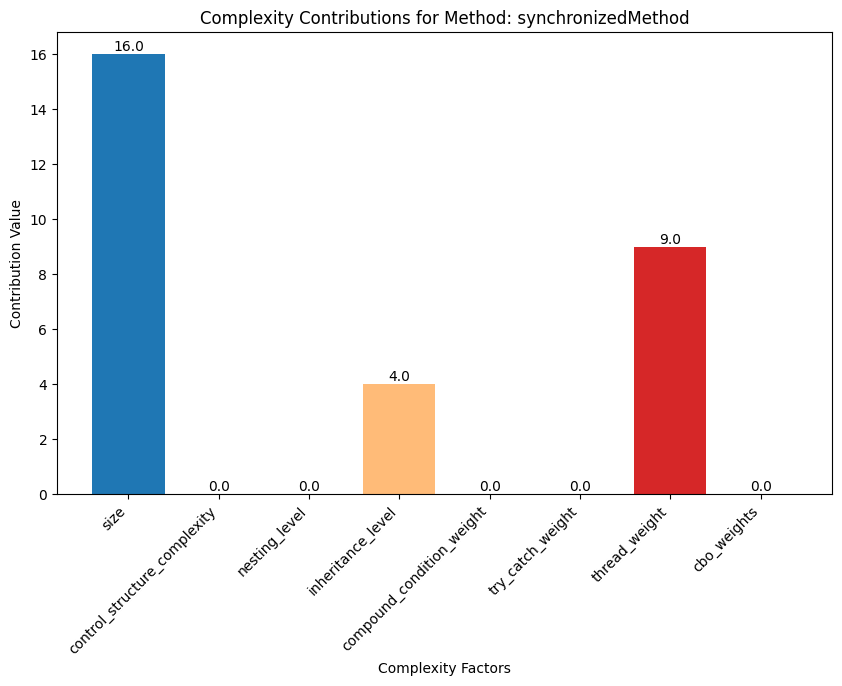 Complexity Contributions for Method: synchronizedMethod
Contribution Value
16
14
12
10
8
6
4
2
0
16.0
0.0
0.0
4.0
0.0
0.0
9.0
0.0
size
control_structure_complexity
nesting_level
inheritance_level
compound_condition_weight
try_catch_weight
thread_weight
cbo_weights
Complexity Factors